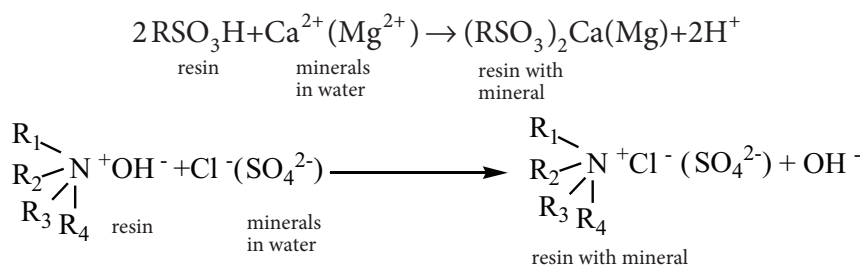 2RSO₃H+Ca²⁺(Mg²⁺)→(RSO₃)₂Ca(Mg)+2H⁺
resin minerals in water resin with mineral
R₁ R₂ R₃ R₄ N⁺OH⁻+Cl⁻(SO₄²⁻) → R₁ R₂ R₃ R₄ N⁺Cl⁻(SO₄²⁻) + OH⁻
resin minerals in water resin with mineral